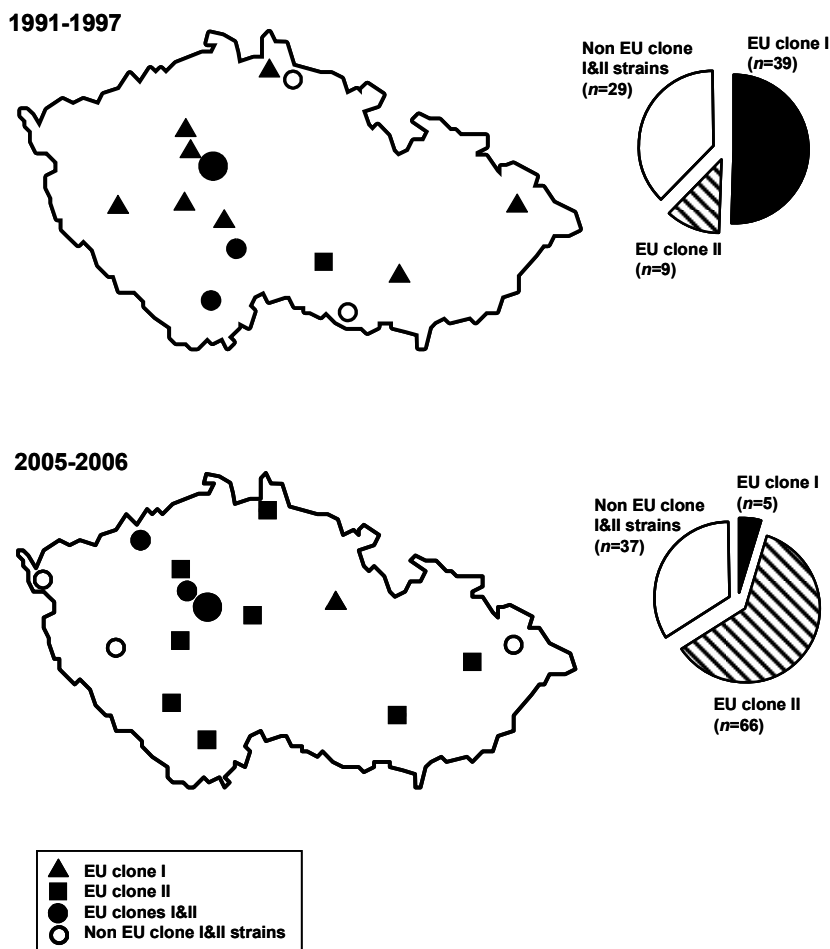 1991-1997
Non EU clone
I&II strains
(n=29)
EU clone I
(n=39)
EU clone II
(n=9)
2005-2006
Non EU clone
I&II strains
(n=37)
EU clone I
(n=5)
EU clone II
(n=66)
EU clone I
EU clone II
EU clones I&II
Non EU clone I&II strains